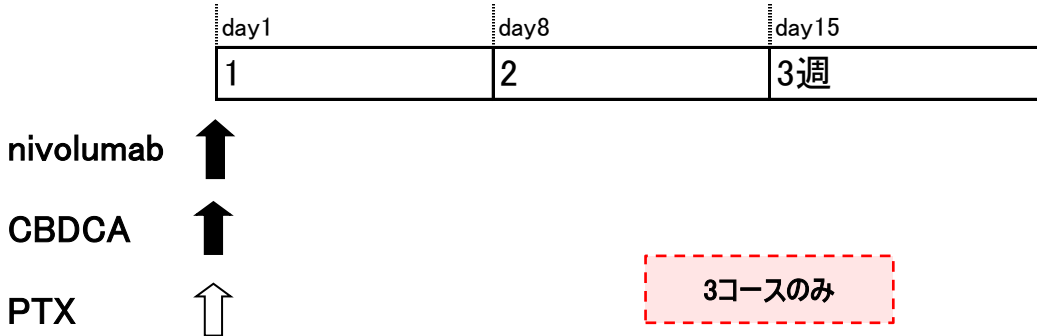 day1 day8 day15
1 2 3週
nivolumab
CBDCA
3コースのみ
PTX